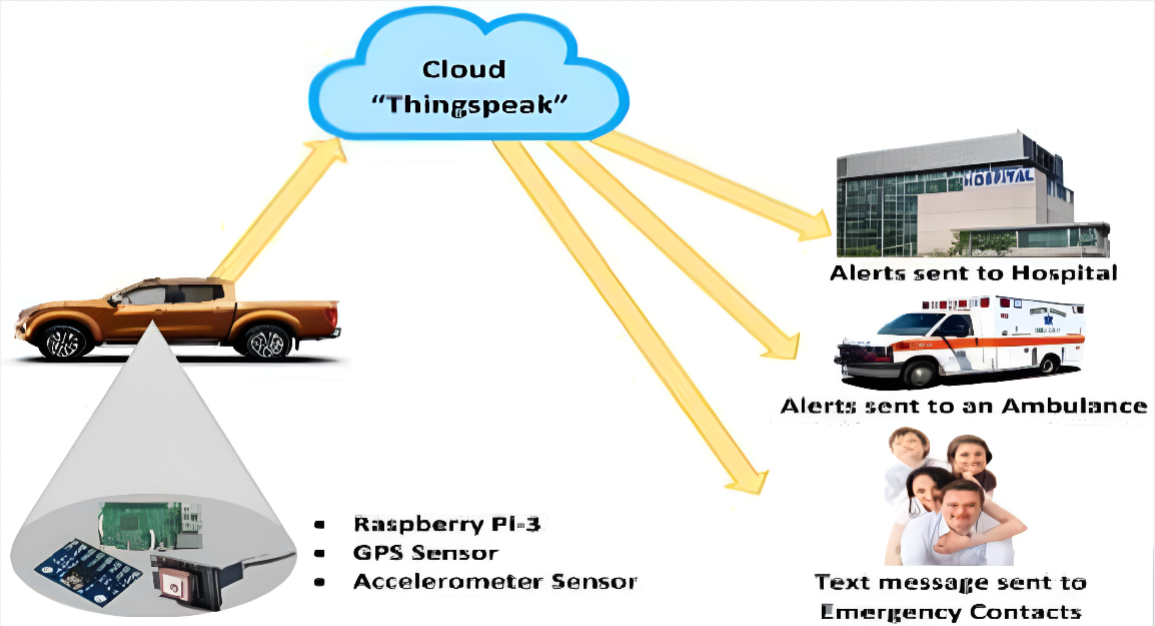 Cloud
“Thingspeak”
HOSPITAL
Alerts sent to Hospital
Alerts sent to an Ambulance
• Raspberry Pi-3
• GPS Sensor
• Accelerometer Sensor
Text message sent to
Emergency Contacts